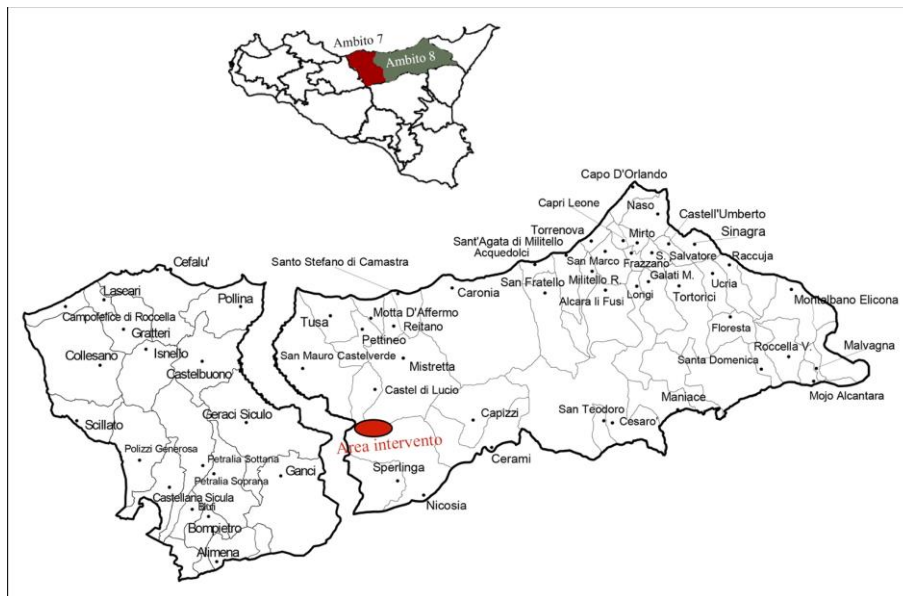 Ambito 7
Ambito 8
Capo D'Orlando
Capri Leone
Naso
Castell'Umberto
Torrenova
Mirto
Sinagra
Sant'Agata di Militello
Acquedolci
San Marco
Frazzano
S. Salvatore
Raccuja
Santo Stefano di Camastra
Cefalu'
Caronia
San Fratello
Militello R.
Galati M.
Ucria
Lascari
Pollina
Alcara li Fusi
Longi
Tortorici
Montalbano Elicona
Campofelice di Roccella
Tusa
Motta D'Affermo
Reitano
Gratteri
Pettineo
Floresta
Collesano
Isnello
San Mauro Castelverde
Mistretta
Santa Domenica
Roccella V.
Malvagna
Castelbuono
Castel di Lucio
Mojo Alcantara
Maniace
Scillato
Geraci Siculo
Capizzi
San Teodoro
Cesaro'
Area intervento
Polizzi Generosa
Petralia Sottana
Cerami
Ganci
Sperlinga
Petralia Soprana
Castellana Sicula
Nicosia
Blufi
Bompietro
Alimena